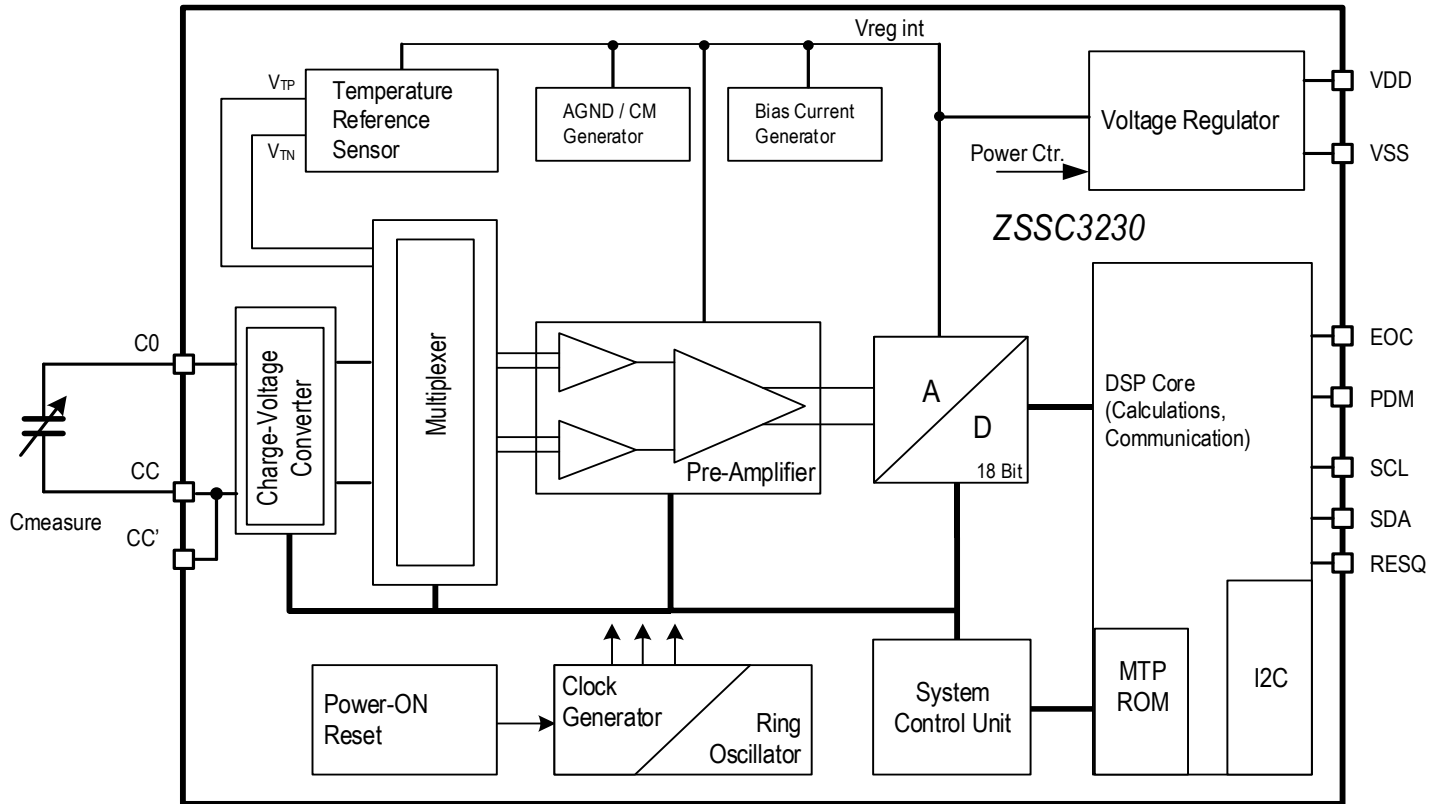 Vreg int
VTP
Temperature
Reference
Sensor
VTN
AGND / CM
Generator
Bias Current
Generator
Voltage Regulator
VDD
VSS
Power Ctr.
ZSSC3230
C0
CC
Cmeasure
CC’
Charge-Voltage
Converter
Multiplexer
Pre-Amplifier
A
D
18 Bit
DSP Core
(Calculations,
Communication)
EOC
PDM
SCL
SDA
RESQ
Power-ON
Reset
Clock
Generator
Ring
Oscillator
System
Control Unit
MTP
ROM
I2C